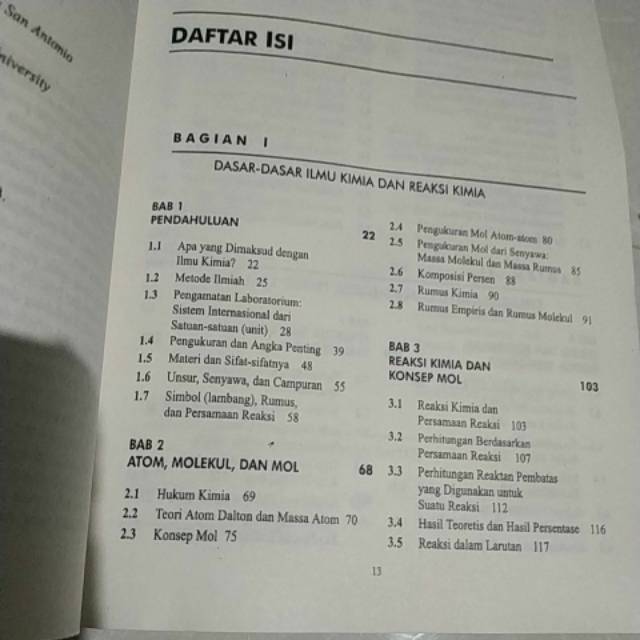 San Antonio
niversity
DAFTAR ISI
BAGIAN I
DASAR-DASAR ILMU KIMIA DAN REAKSI KIMIA
BAB 1
PENDAHULUAN 22
1.1 Apa yang Dimaksud dengan
Ilmu Kimia? 22
1.2 Metode Ilmiah 25
1.3 Pengamatan Laboratorium:
Sistem Internasional dari
Satuan-satuan (unit) 28
1.4 Pengukuran dan Angka Penting 39
1.5 Materi dan Sifat-sifatnya 48
1.6 Unsur, Senyawa, dan Campuran 55
1.7 Simbol (lambang), Rumus,
dan Persamaan Reaksi 58
BAB 2
ATOM, MOLEKUL, DAN MOL 68
2.1 Hukum Kimia 69
2.2 Teori Atom Dalton dan Massa Atom 70
2.3 Konsep Mol 75
2.4 Pengukuran Mol Atom-atom 80
2.5 Pengukuran Mol dari Senyawa:
Massa Molekul dan Massa Rumus 85
2.6 Komposisi Persen 88
2.7 Rumus Kimia 90
2.8 Rumus Empiris dan Rumus Molekul 91
BAB 3
REAKSI KIMIA DAN
KONSEP MOL 103
3.1 Reaksi Kimia dan
Persamaan Reaksi 103
3.2 Perhitungan Berdasarkan
Persamaan Reaksi 107
3.3 Perhitungan Reaktan Pembatas
yang Digunakan untuk
Suatu Reaksi 112
3.4 Hasil Teoretis dan Hasil Persentase 116
3.5 Reaksi dalam Larutan 117
13